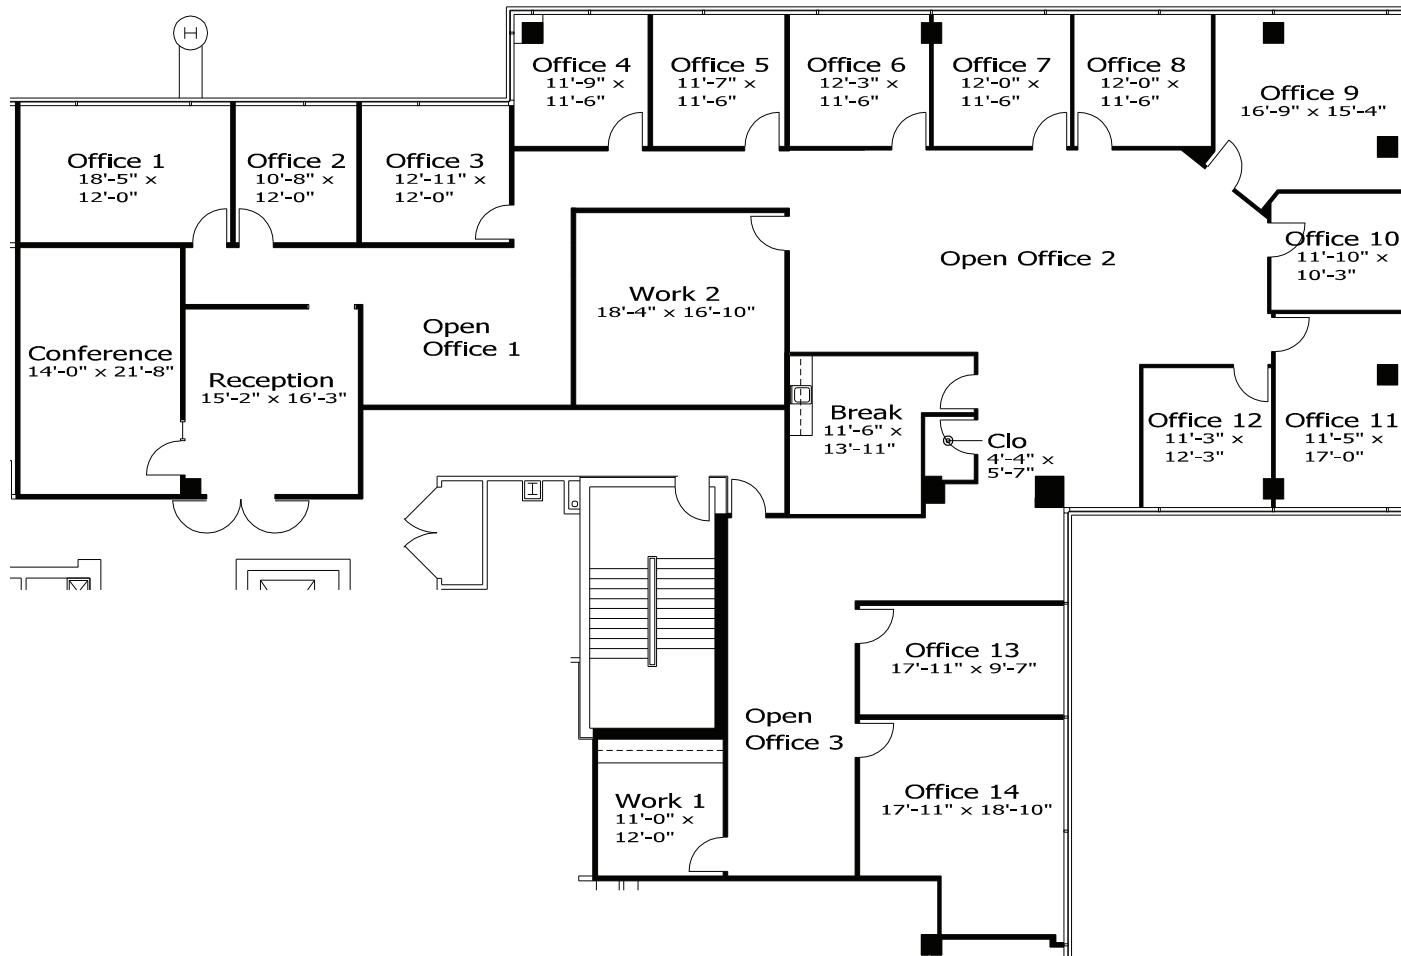 H
Office 4
11'-9" x
11'-6"
Office 5
11'-7" x
11'-6"
Office 6
12'-3" x
11'-6"
Office 7
12'-0" x
11'-6"
Office 8
12'-0" x
11'-6"
Office 9
16'-9" x 15'-4"
Office 1
18'-5" x
12'-0"
Office 2
10'-8" x
12'-0"
Office 3
12'-11" x
12'-0"
Office 10
11'-10" x
10'-3"
Open Office 2
Work 2
18'-4" x 16'-10"
Open
Office 1
Conference
14'-0" x 21'-8"
Reception
15'-2" x 16'-3"
Break
11'-6" x
13'-11"
Clo
4'-4" x
5'-7"
Office 12
11'-3" x
12'-3"
Office 11
11'-5" x
17'-0"
Office 13
17'-11" x 9'-7"
Open
Office 3
Office 14
17'-11" x 18'-10"
Work 1
11'-0" x
12'-0"